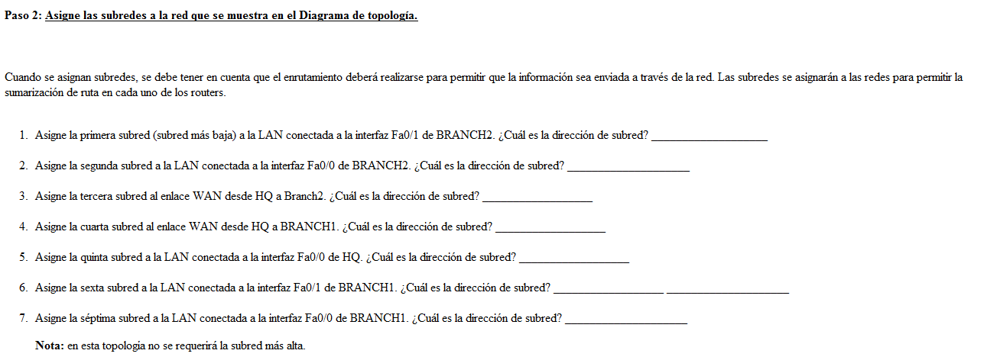 Paso 2: Asigne las subredes a la red que se muestra en el Diagrama de topología.
Cuando se asignan subredes, se debe tener en cuenta que el enrutamiento deberá realizarse para permitir que la información sea enviada a través de la red. Las subredes se asignarán a las redes para permitir la
sumarización de ruta en cada uno de los routers.
1. Asigne la primera subred (subred más baja) a la LAN conectada a la interfaz Fa0/1 de BRANCH2. ¿Cuál es la dirección de subred? ____________________
2. Asigne la segunda subred a la LAN conectada a la interfaz Fa0/0 de BRANCH2. ¿Cuál es la dirección de subred? ____________________
3. Asigne la tercera subred al enlace WAN desde HQ a Branch2. ¿Cuál es la dirección de subred? __________________
4. Asigne la cuarta subred al enlace WAN desde HQ a BRANCH1. ¿Cuál es la dirección de subred? __________________
5. Asigne la quinta subred a la LAN conectada a la interfaz Fa0/0 de HQ. ¿Cuál es la dirección de subred? __________________
6. Asigne la sexta subred a la LAN conectada a la interfaz Fa0/1 de BRANCH1. ¿Cuál es la dirección de subred? __________________ ____________________
7. Asigne la séptima subred a la LAN conectada a la interfaz Fa0/0 de BRANCH1. ¿Cuál es la dirección de subred? ____________________
Nota: en esta topología no se requerirá la subred más alta.